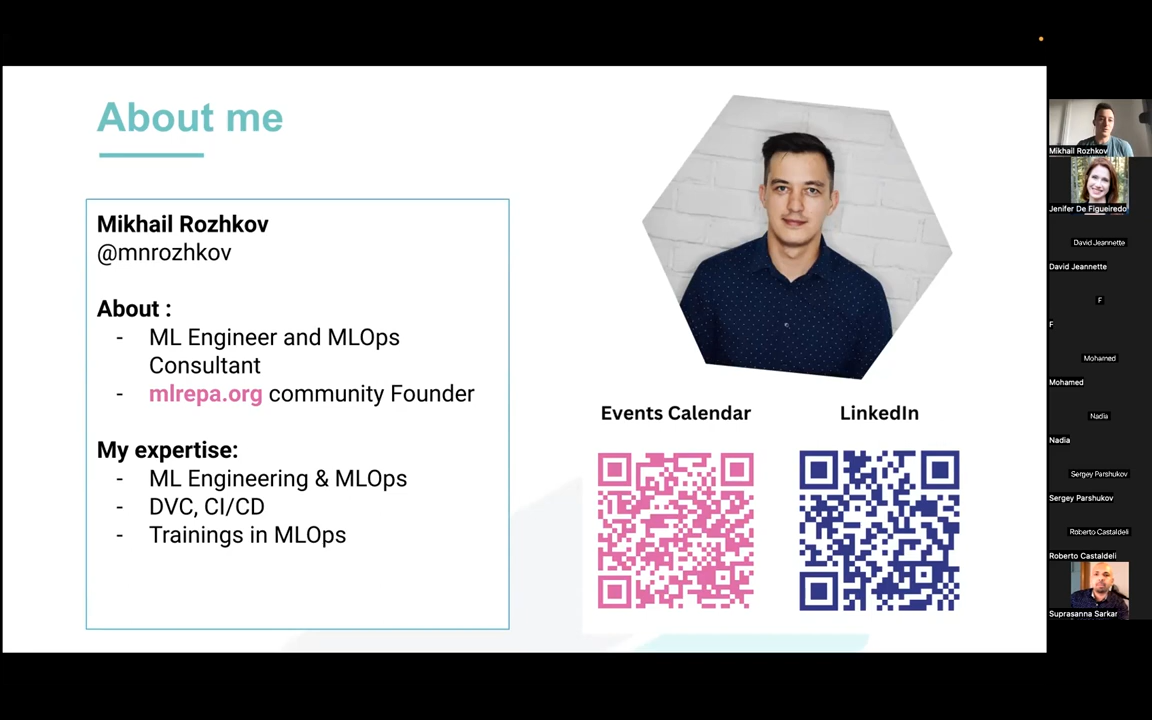 About me
Mikhail Rozhkov
@mnrozhkov
About :
- ML Engineer and MLOps
Consultant
- mlrepa.org community Founder
My expertise:
- ML Engineering & MLOps
- DVC, CI/CD
- Trainings in MLOps
Events Calendar
LinkedIn
Mikhail Rozhkov
Jenifer De Figueiredo
David Jeannette
David Jeannette
F
F
Mohamed
Mohamed
Nadia
Nadia
Sergey Parshukov
Sergey Parshukov
Roberto Castaldeli
Roberto Castaldeli
Suprasanna Sarkar